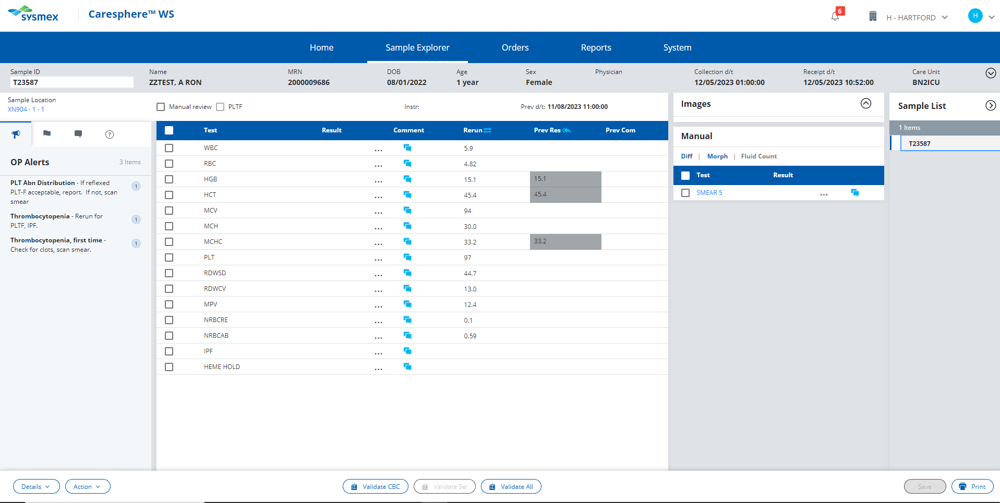 sysmex
Caresphere™ WS
6
H - HARTFORD
H
Home
Sample Explorer
Orders
Reports
System
Sample ID
T23587
Name
ZZTEST, A RON
MRN
2000009686
DOB
08/01/2022
Age
1 year
Sex
Female
Physician
Collection d/t
12/05/2023 01:00:00
Receipt d/t
12/05/2023 10:52:00
Care Unit
BN2ICU
Sample Location
XN904 - 1 - 1
?
OP Alerts
3 Items
PLT Abn Distribution - If reflexed
PLT-F acceptable, report. If not, scan
smear
1
Thrombocytopenia - Rerun for
PLTF, IPF.
1
Thrombocytopenia, first time -
Check for clots, scan smear.
1
Manual review
PLTF
Instr:
Prev d/t: 11/08/2023 11:00:00
Test Result Comment Rerun Prev Res Prev Com
WBC ... 5.9
RBC ... 4.82
HGB ... 15.1 15.1
HCT ... 45.4 45.4
MCV ... 94
MCH ... 30.0
MCHC ... 33.2 33.2
PLT ... 97
RDWSD ... 44.7
RDWCV ... 13.0
MPV ... 12.4
NRBCRE ... 0.1
NRBCAB ... 0.59
IPF ...
HEME HOLD ...
Images
Manual
Diff | Morph | Fluid Count
Test Result
SMEAR 5 ...
Sample List
1 Items
T23587
Details
Action
Validate CBC
Validate Sel
Validate All
Save
Print